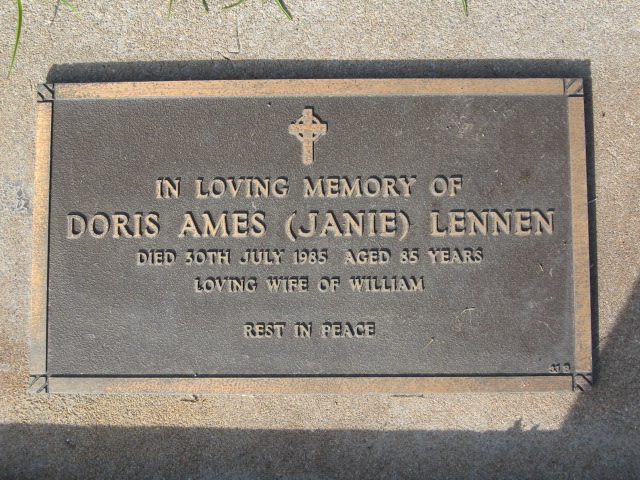 IN LOVING MEMORY OF
DORIS AMES (JANIE) LENNEN
DIED 30TH JULY 1985 AGED 85 YEARS
LOVING WIFE OF WILLIAM
REST IN PEACE